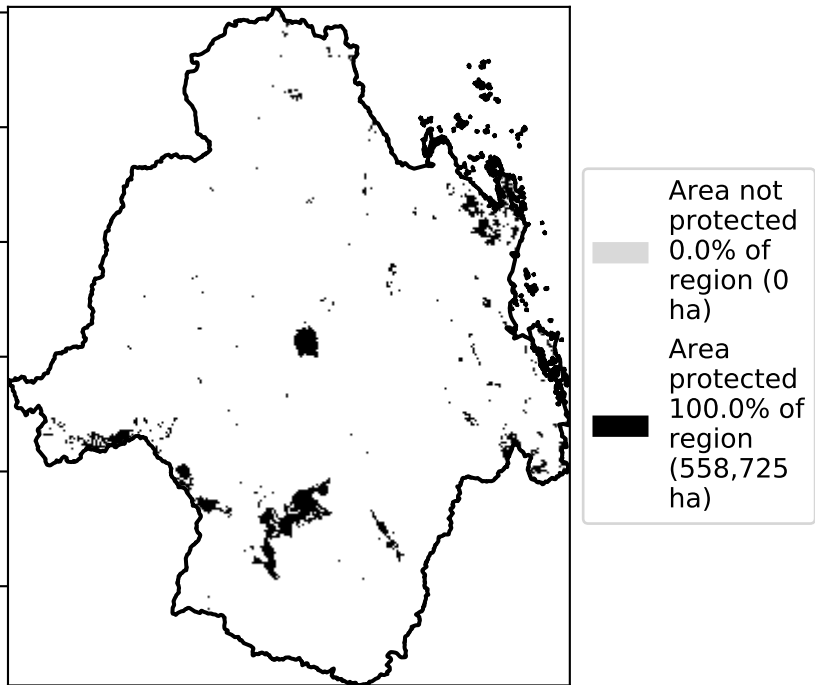 Area not
protected
0.0% of
region (0
ha)
Area
protected
100.0% of
region
(558,725
ha)